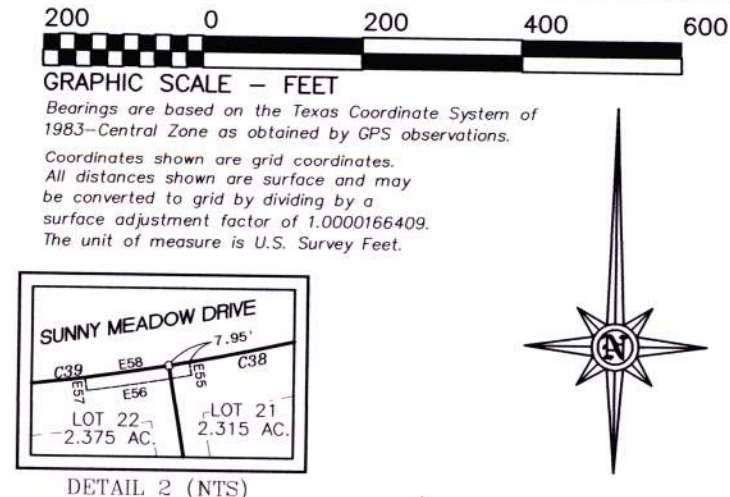 200 0 200 400 600
GRAPHIC SCALE – FEET
Bearings are based on the Texas Coordinate System of
1983–Central Zone as obtained by GPS observations.
Coordinates shown are grid coordinates.
All distances shown are surface and may
be converted to grid by dividing by a
surface adjustment factor of 1.0000166409.
The unit of measure is U.S. Survey Feet.
SUNNY MEADOW DRIVE
7.95'
C39 E58 C38
E57 E56 E55
LOT 22 LOT 21
2.375 AC. 2.315 AC.
DETAIL 2 (NTS)
N